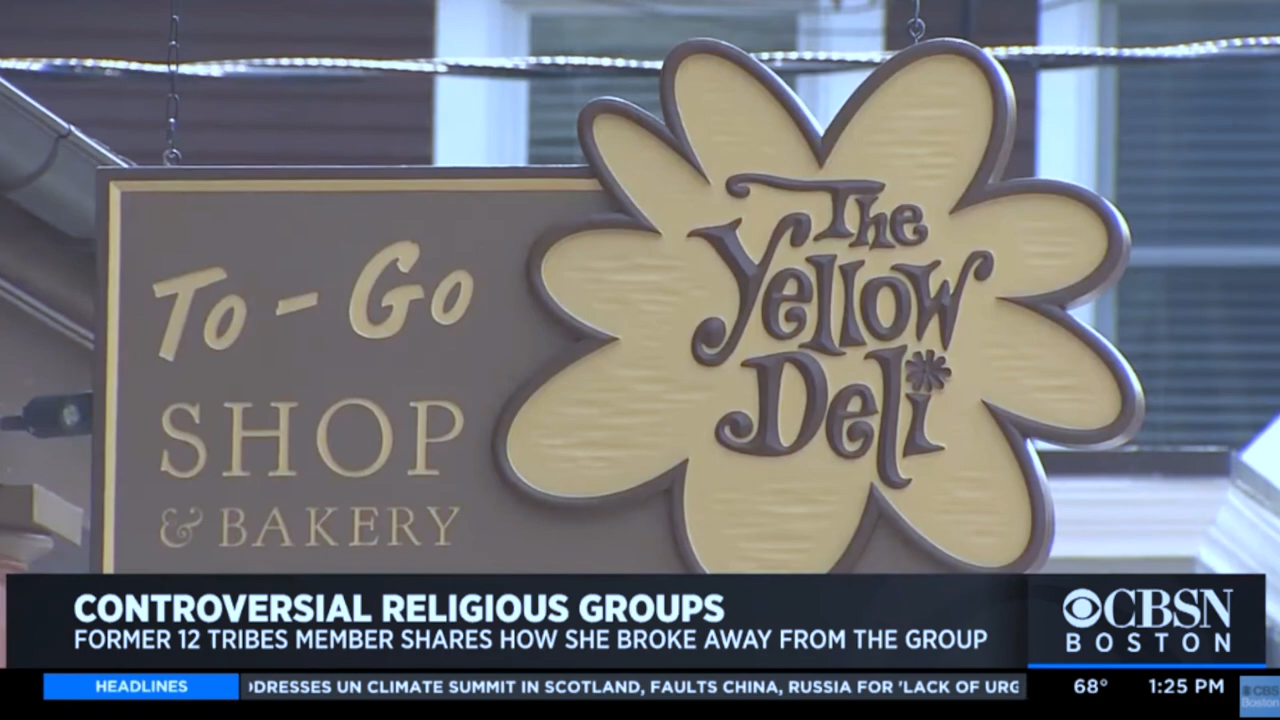 To - Go
SHOP
& BAKERY
The
Yellow
Deli
CONTROVERSIAL RELIGIOUS GROUPS
FORMER 12 TRIBES MEMBER SHARES HOW SHE BROKE AWAY FROM THE GROUP
CBSN
BOSTON
HEADLINES
DDRESSES UN CLIMATE SUMMIT IN SCOTLAND, FAULTS CHINA, RUSSIA FOR 'LACK OF URG
68° 1:25 PM
CBS
Boston